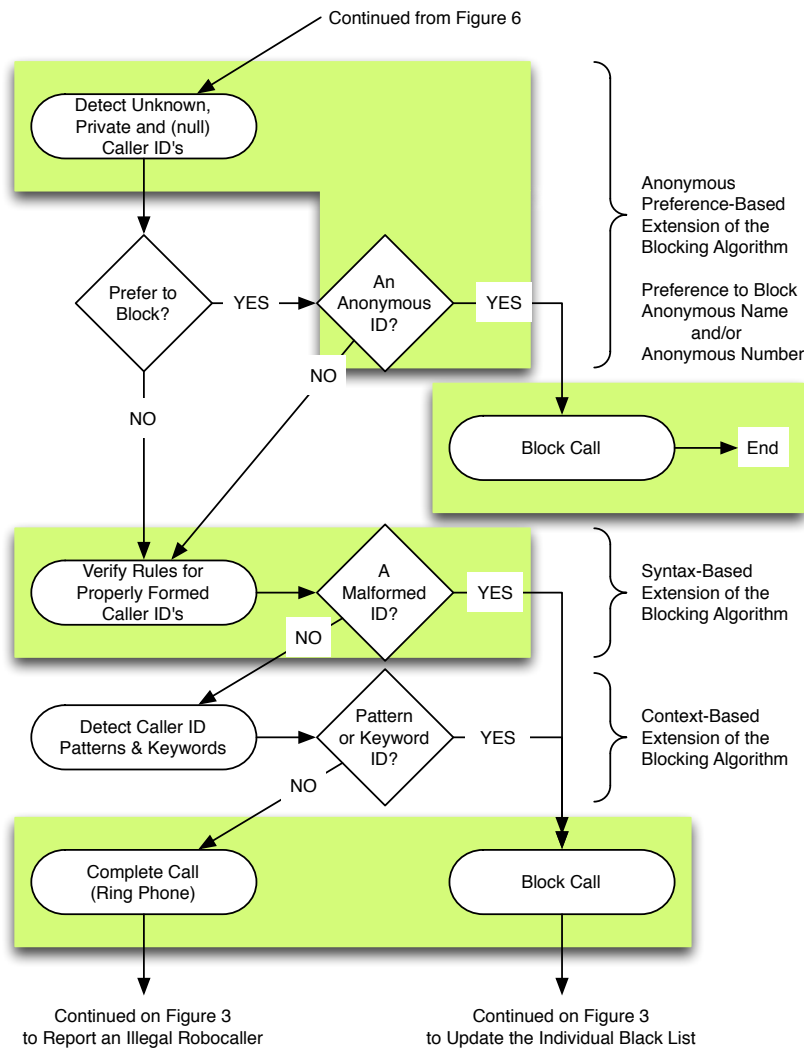 Continued from Figure 6
Detect Unknown,
Private and (null)
Caller ID's
Anonymous
Preference-Based
Extension of the
Blocking Algorithm
Preference to Block
Anonymous Name
and/or
Anonymous Number
Prefer to
Block?
YES
An
Anonymous
ID?
YES
NO
NO
Block Call
End
Verify Rules for
Properly Formed
Caller ID's
A
Malformed
ID?
YES
Syntax-Based
Extension of the
Blocking Algorithm
NO
Detect Caller ID
Patterns & Keywords
Pattern
or Keyword
ID?
YES
Context-Based
Extension of the
Blocking Algorithm
NO
Complete Call
(Ring Phone)
Block Call
Continued on Figure 3
to Report an Illegal Robocaller
Continued on Figure 3
to Update the Individual Black List